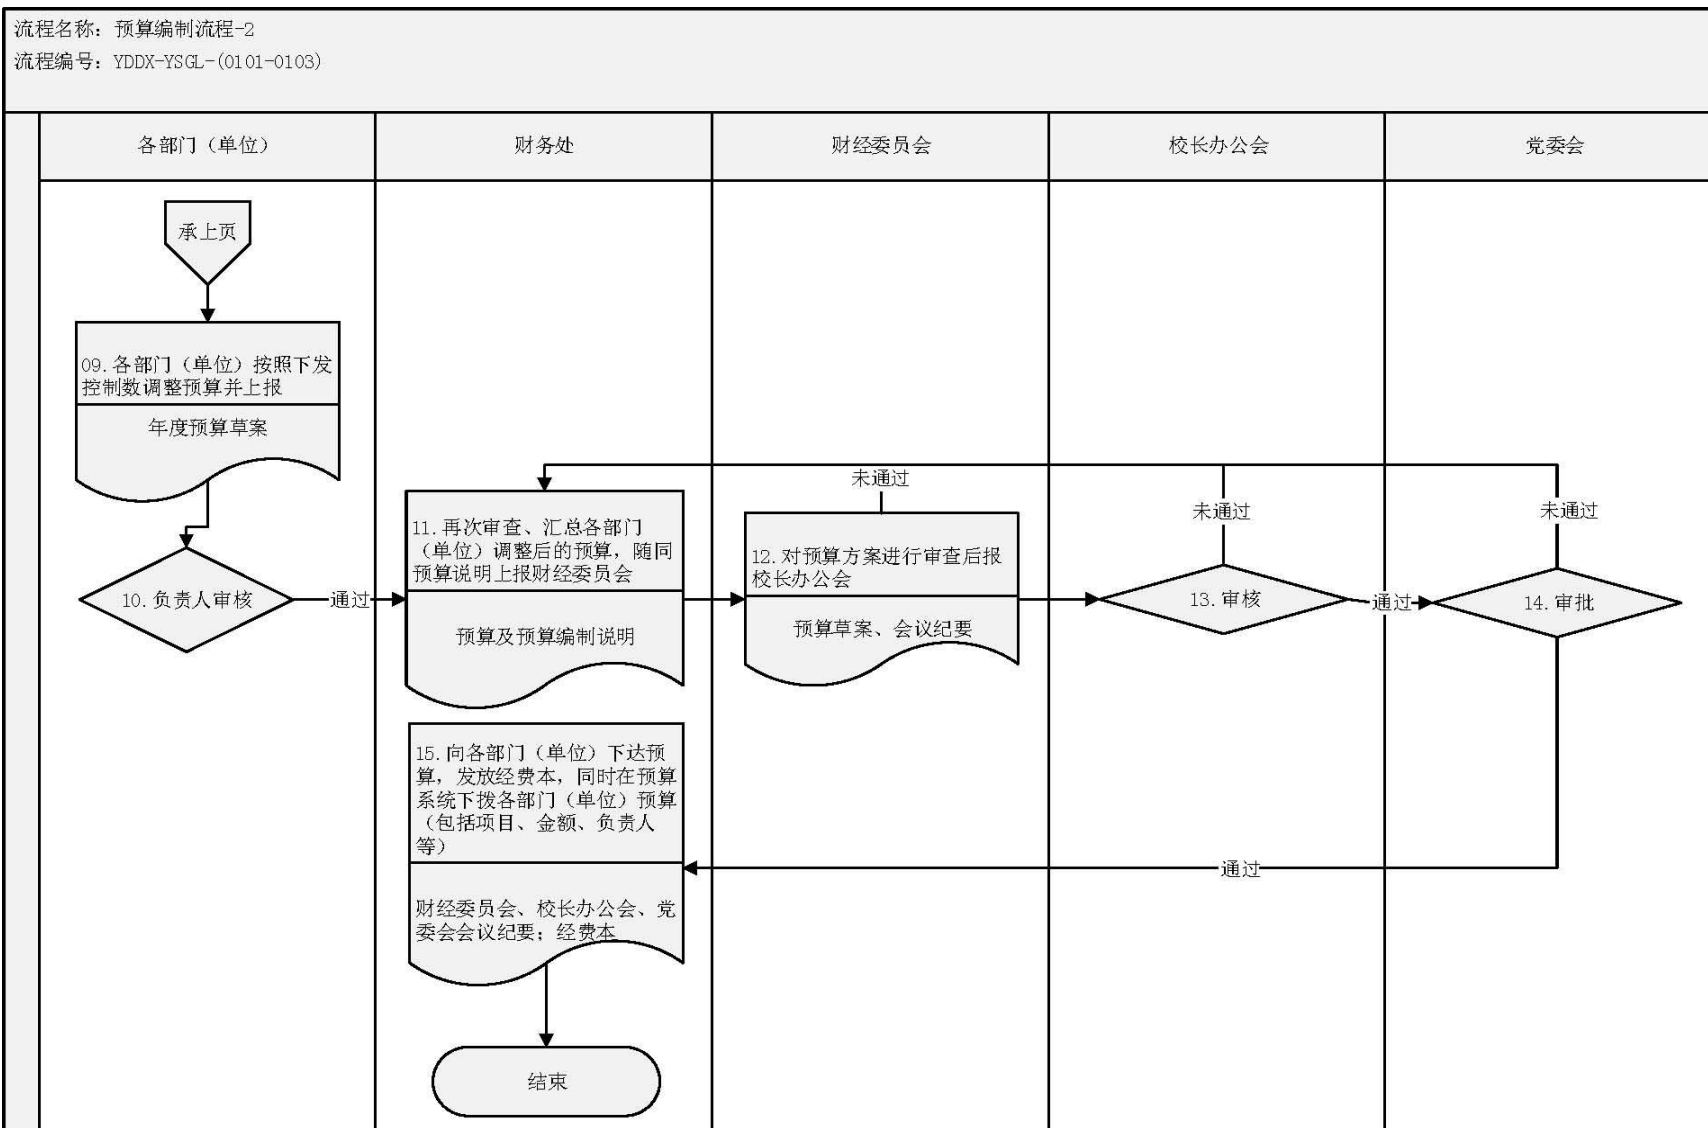 流程名称：预算编制流程-2
流程编号：YDDX-YSGL-(0101-0103)
各部门（单位）
财务处
财经委员会
校长办公会
党委会
承上页
09.各部门（单位）按照下发
控制数调整预算并上报
年度预算草案
10.负责人审核
通过
11.再次审查、汇总各部门
（单位）调整后的预算，随同
预算说明上报财经委员会
预算及预算编制说明
未通过
12.对预算方案进行审查后报
校长办公会
预算草案、会议纪要
未通过
13.审核
通过
未通过
14.审批
通过
15.向各部门（单位）下达预
算，发放经费本，同时在预算
系统下拨各部门（单位）预算
（包括项目、金额、负责人
等）
财经委员会、校长办公会、党
委会会议纪要；经费本
结束